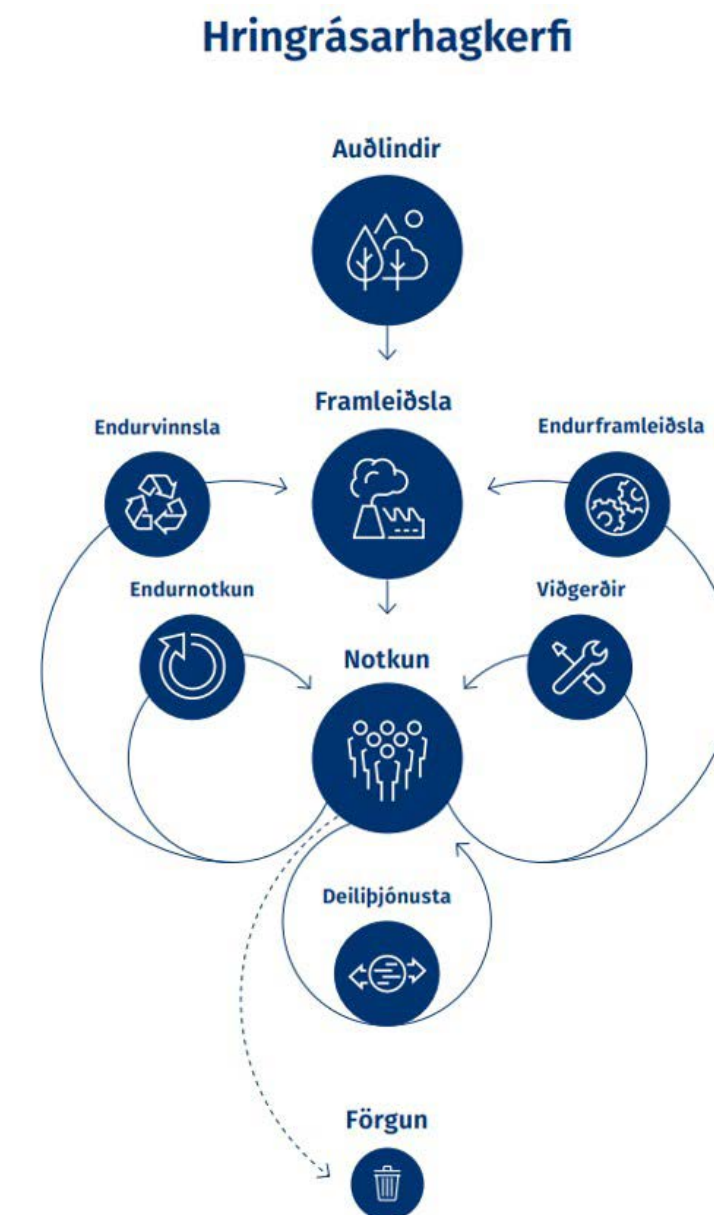 Hringrásarhagkerfi
Auðlindir
Framleiðsla
Endurvinnsla
Endurframleiðsla
Endurnotkun
Viðgerðir
Notkun
Deiliþjónusta
Förgun